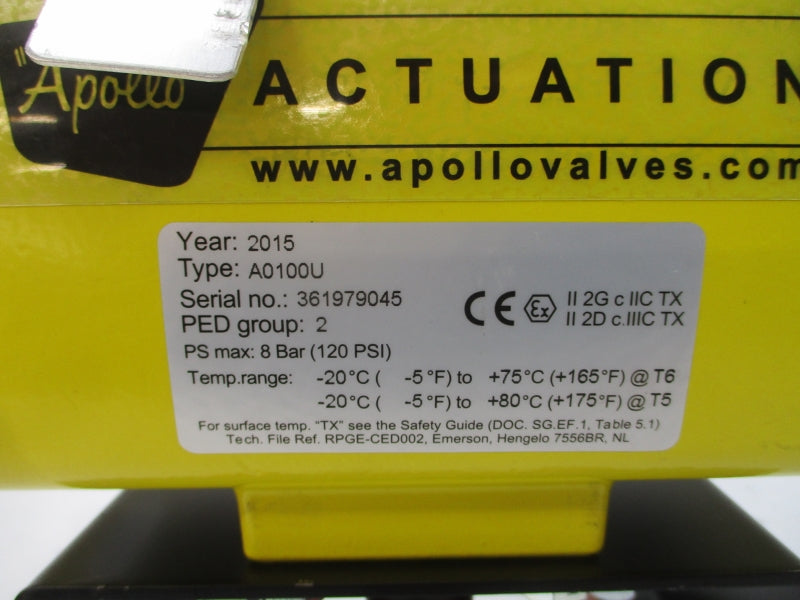 "Apollo
ACTUATION
www.apollovalves.com
Year: 2015
Type: A0100U
Serial no.: 361979045
PED group: 2
CE Ex II 2G c IIC TX
II 2D c.IIIC TX
PS max: 8 Bar (120 PSI)
Temp.range: -20°C ( -5°F) to +75°C (+165°F) @ T6
-20°C ( -5°F) to +80°C (+175°F) @ T5
For surface temp. "TX" see the Safety Guide (DOC. SG.EF.1, Table 5.1)
Tech. File Ref. RPGE-CED002, Emerson, Hengelo 7556BR, NL